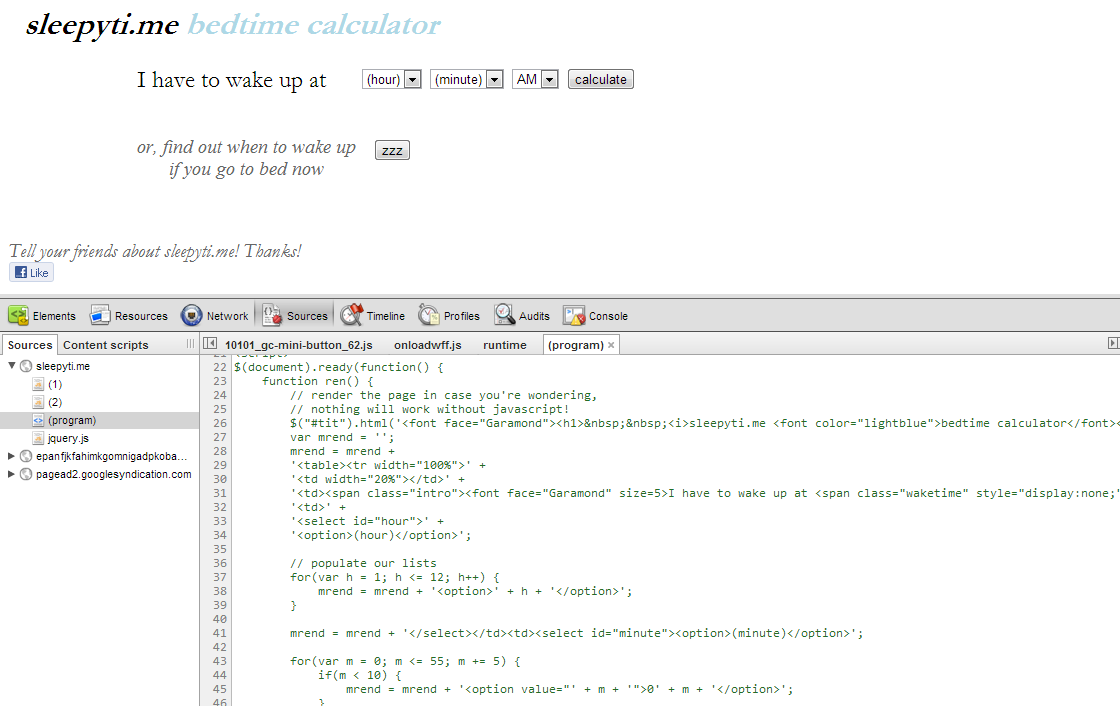 sleepyti.me bedtime calculator
I have to wake up at (hour) (minute) AM calculate
or, find out when to wake up zzz
if you go to bed now
Tell your friends about sleepyti.me! Thanks!
Like
Elements Resources Network Sources Timeline Profiles Audits Console
Sources Content scripts 10101_gc-mini-button_62.js onloadwff.js runtime (program) ×
sleepyti.me
(1)
(2)
(program)
jquery.js
epanfjkfahimkgomnigadpkoba...
pagead2.googlesyndication.com
21 <script>
22 $(document).ready(function() {
23     function ren() {
24         // render the page in case you're wondering,
25         // nothing will work without javascript!
26         $("#tit").html('<font face="Garamond"><h1>&nbsp;&nbsp;<i>sleepyti.me <font color="lightblue">bedtime calculator</font><
27         var mrend = '';
28         mrend = mrend +
29         '<table><tr width="100%">' +
30         '<td width="20%"></td>' +
31         '<td><span class="intro"><font face="Garamond" size=5>I have to wake up at <span class="waketime" style="display:none;"
32         '<td>' +
33         '<select id="hour">' +
34         '<option>(hour)</option>';
35
36         // populate our lists
37         for(var h = 1; h <= 12; h++) {
38             mrend = mrend + '<option>' + h + '</option>';
39         }
40
41         mrend = mrend + '</select></td><td><select id="minute"><option>(minute)</option>';
42
43         for(var m = 0; m <= 55; m += 5) {
44             if(m < 10) {
45                 mrend = mrend + '<option value="' + m + '">0' + m + '</option>';
46             }